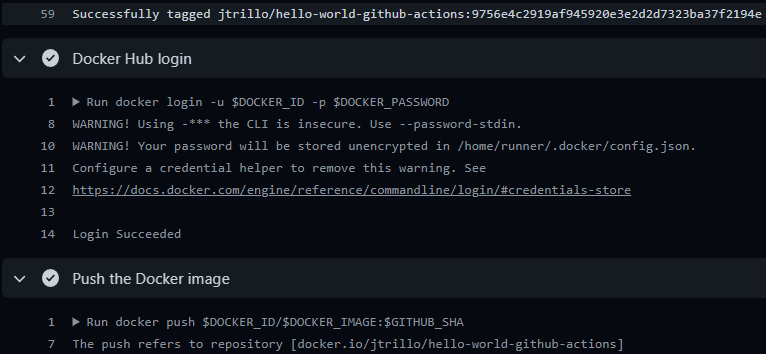 59 Successfully tagged jtrillo/hello-world-github-actions:9756e4c2919af945920e3e2d2d7323ba37f2194e
Docker Hub login
1 ▶ Run docker login -u $DOCKER_ID -p $DOCKER_PASSWORD
8 WARNING! Using -*** the CLI is insecure. Use --password-stdin.
10 WARNING! Your password will be stored unencrypted in /home/runner/.docker/config.json.
11 Configure a credential helper to remove this warning. See
12 https://docs.docker.com/engine/reference/commandline/login/#credentials-store
13
14 Login Succeeded
Push the Docker image
1 ▶ Run docker push $DOCKER_ID/$DOCKER_IMAGE:$GITHUB_SHA
7 The push refers to repository [docker.io/jtrillo/hello-world-github-actions]